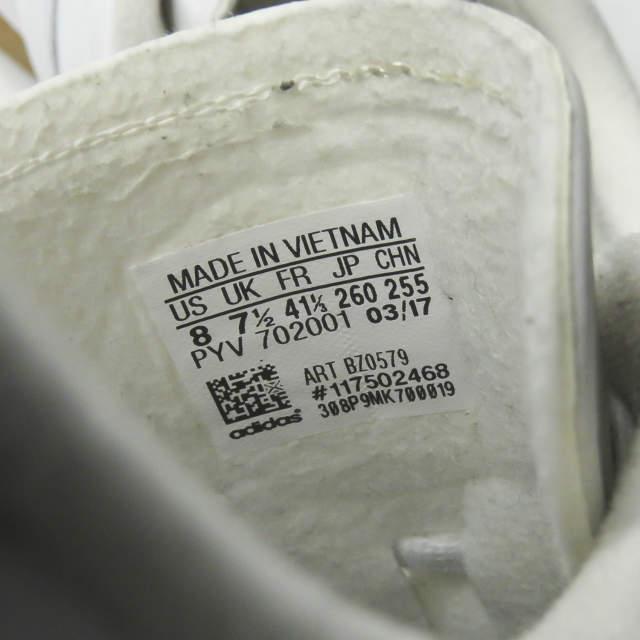 MADE IN VIETNAM
US UK FR JP CHN
8 7½ 41⅓ 260 255
PYV 702001 03/17
ART BZ0579
#117502468
308P9MK700019
adidas